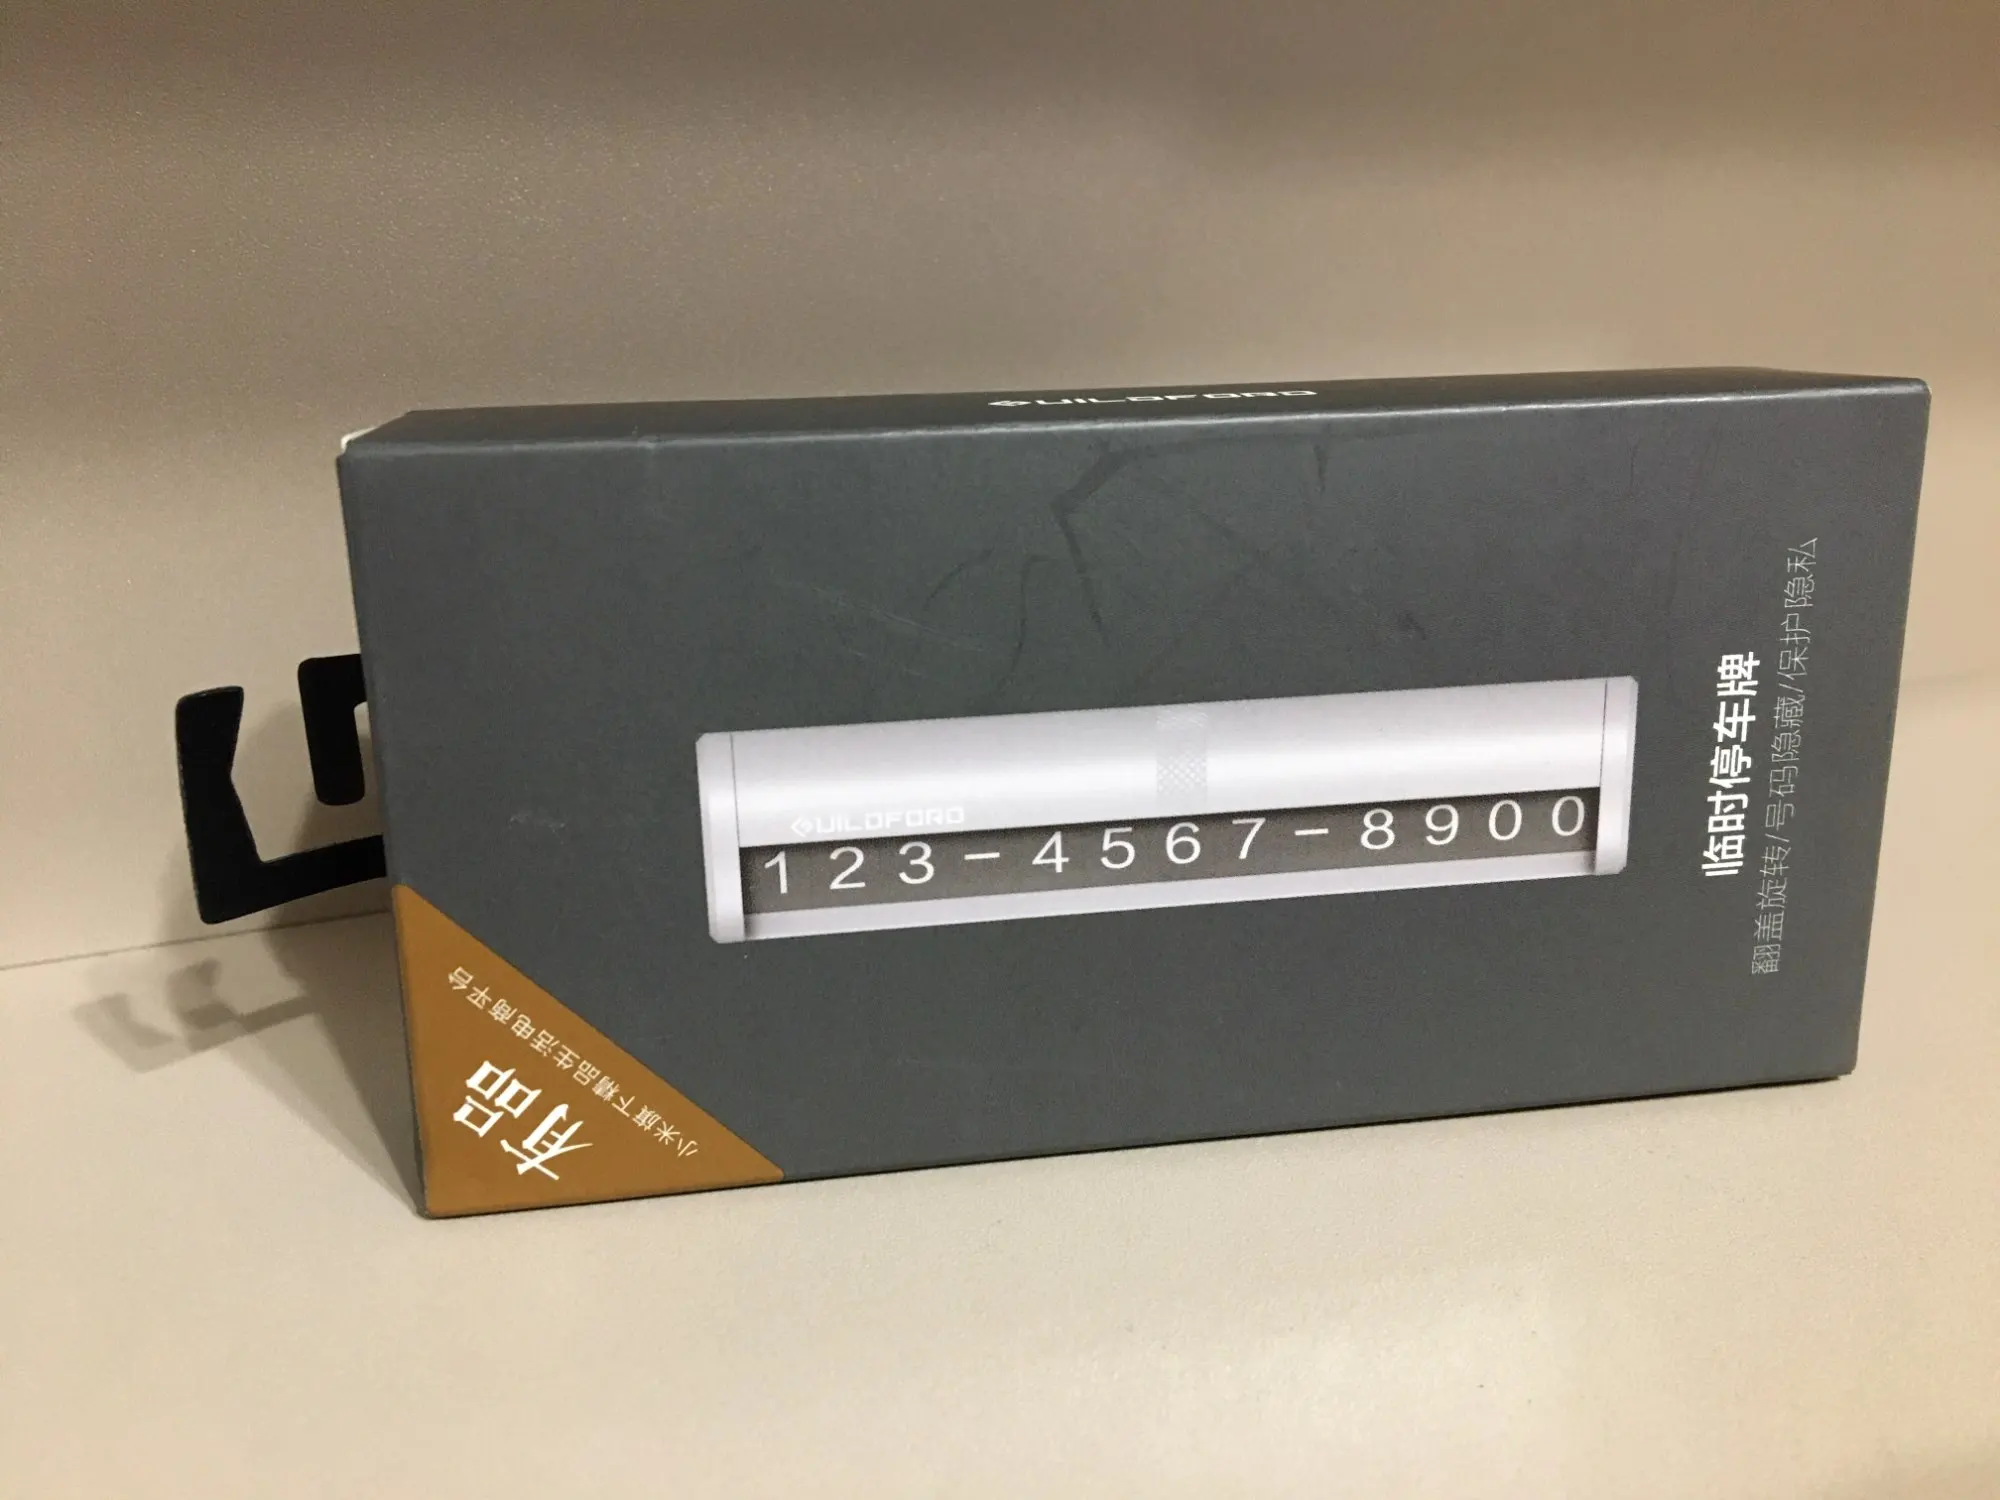 GUILDFORD
GUILDFORD
123-4567-8900
临时停车牌
翻盖旋转/号码隐藏/保护隐私
有品
小米旗下精品生活电商平台